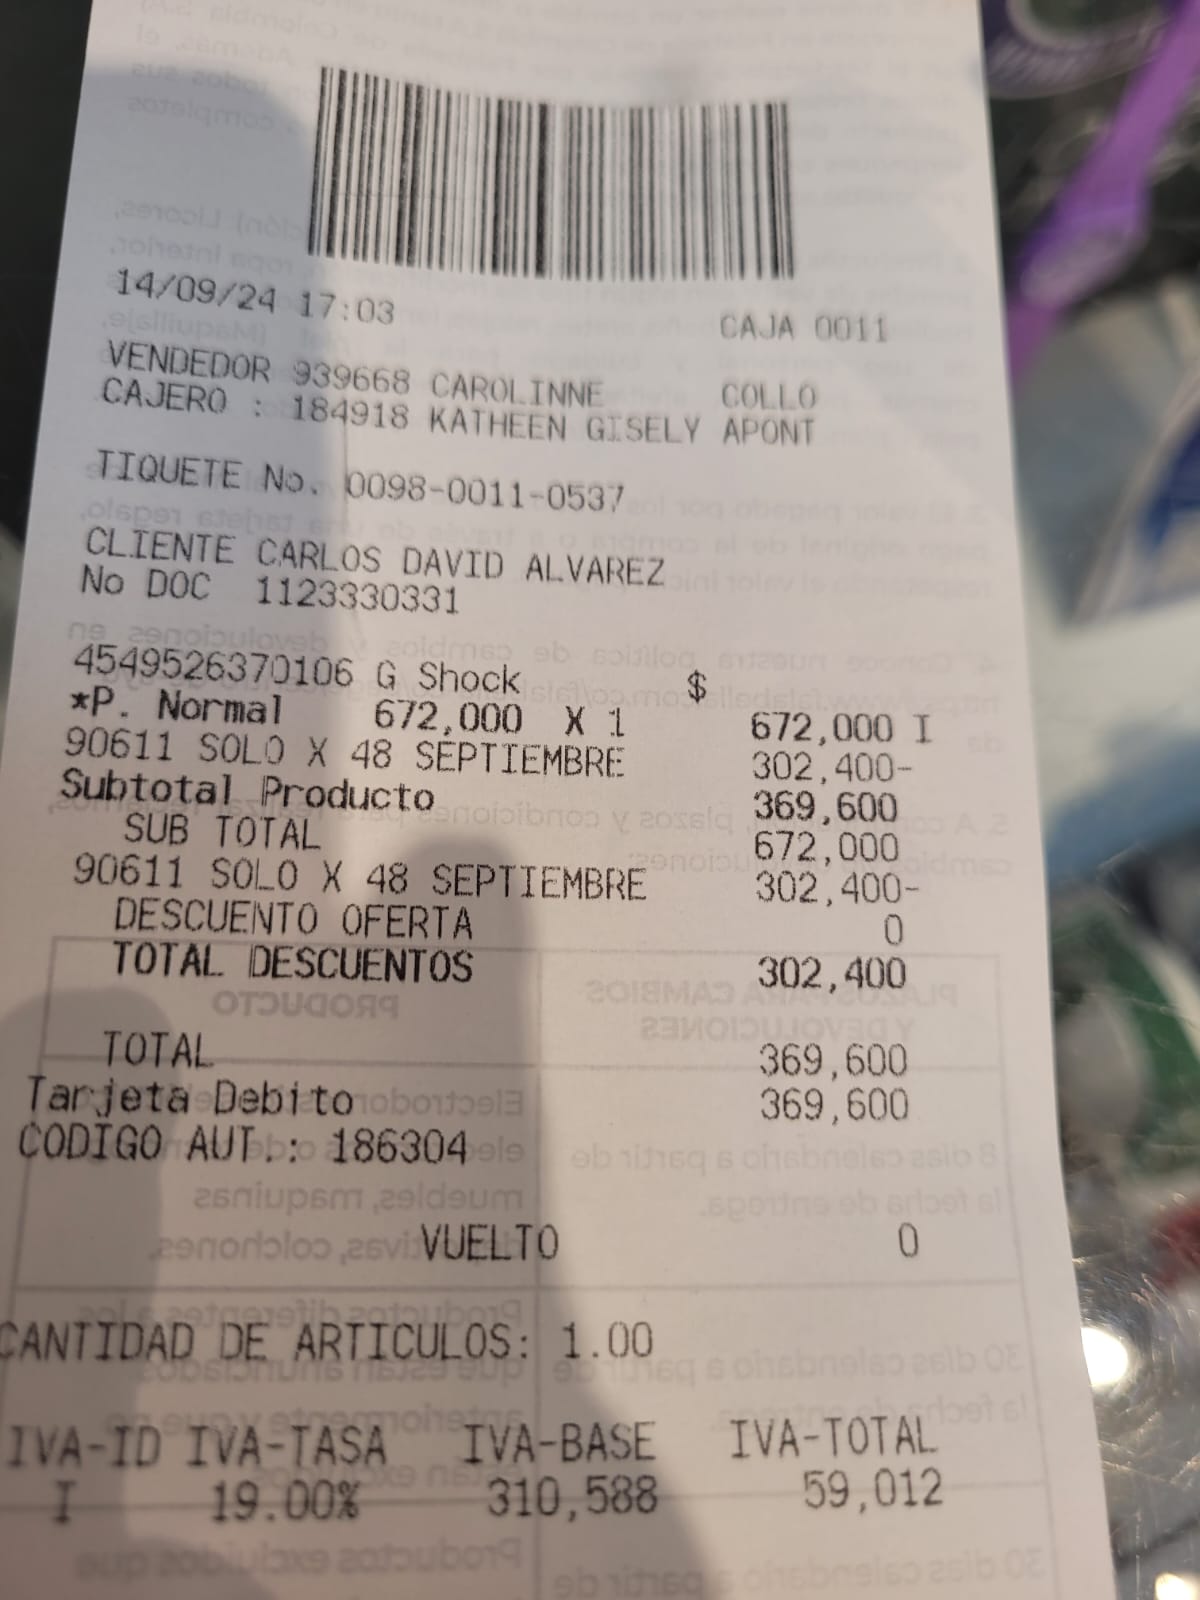 14/09/24 17:03 CAJA 0011
VENDEDOR 939668 CAROLINNE COLLO
CAJERO : 184918 KATHEEN GISELY APONT
TIQUETE No. 0098-0011-0537
CLIENTE CARLOS DAVID ALVAREZ
No DOC 1123330331
4549526370106 G Shock $
*P. Normal 672,000 X 1 672,000 I
90611 SOLO X 48 SEPTIEMBRE 302,400-
Subtotal Producto 369,600
SUB TOTAL 672,000
90611 SOLO X 48 SEPTIEMBRE 302,400-
DESCUENTO OFERTA 0
TOTAL DESCUENTOS 302,400
TOTAL 369,600
Tarjeta Debito 369,600
CODIGO AUT.: 186304
VUELTO 0
CANTIDAD DE ARTICULOS: 1.00
IVA-ID IVA-TASA IVA-BASE IVA-TOTAL
I 19.00% 310,588 59,012